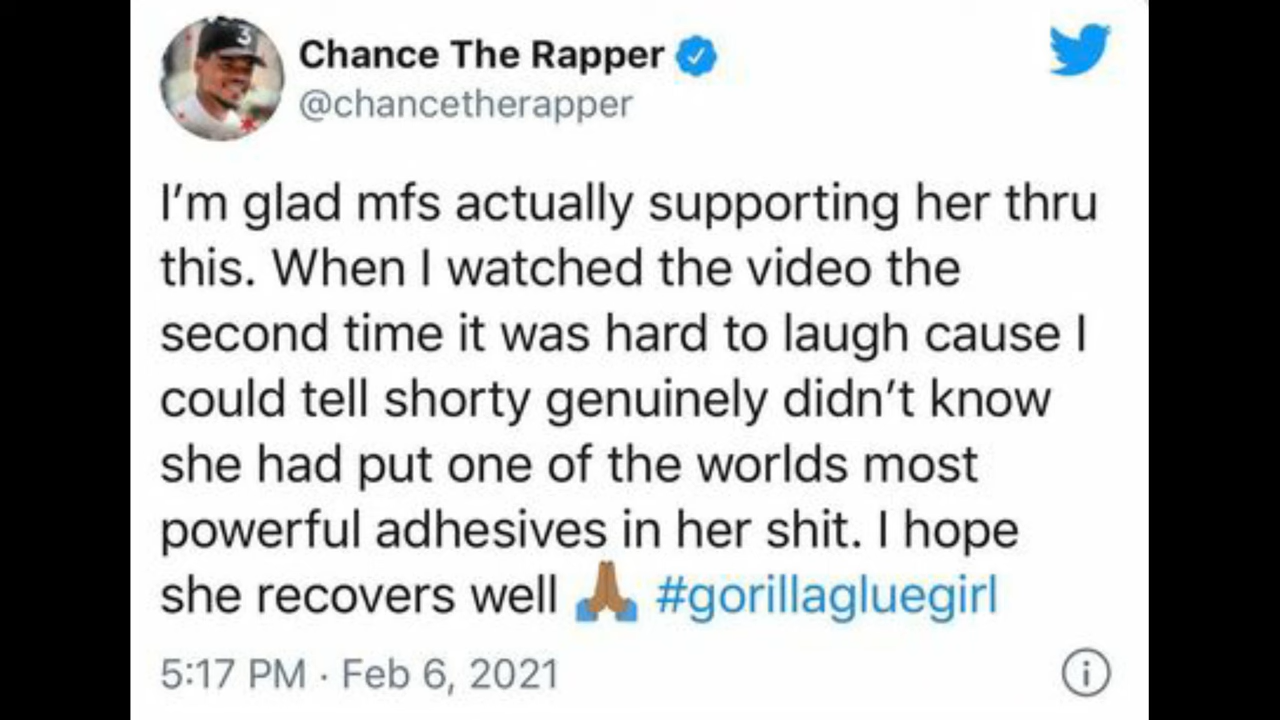 3
Chance The Rapper
@chancetherapper
I’m glad mfs actually supporting her thru
this. When I watched the video the
second time it was hard to laugh cause I
could tell shorty genuinely didn’t know
she had put one of the worlds most
powerful adhesives in her shit. I hope
she recovers well 🙏🏾 #gorillagluegirl
5:17 PM · Feb 6, 2021